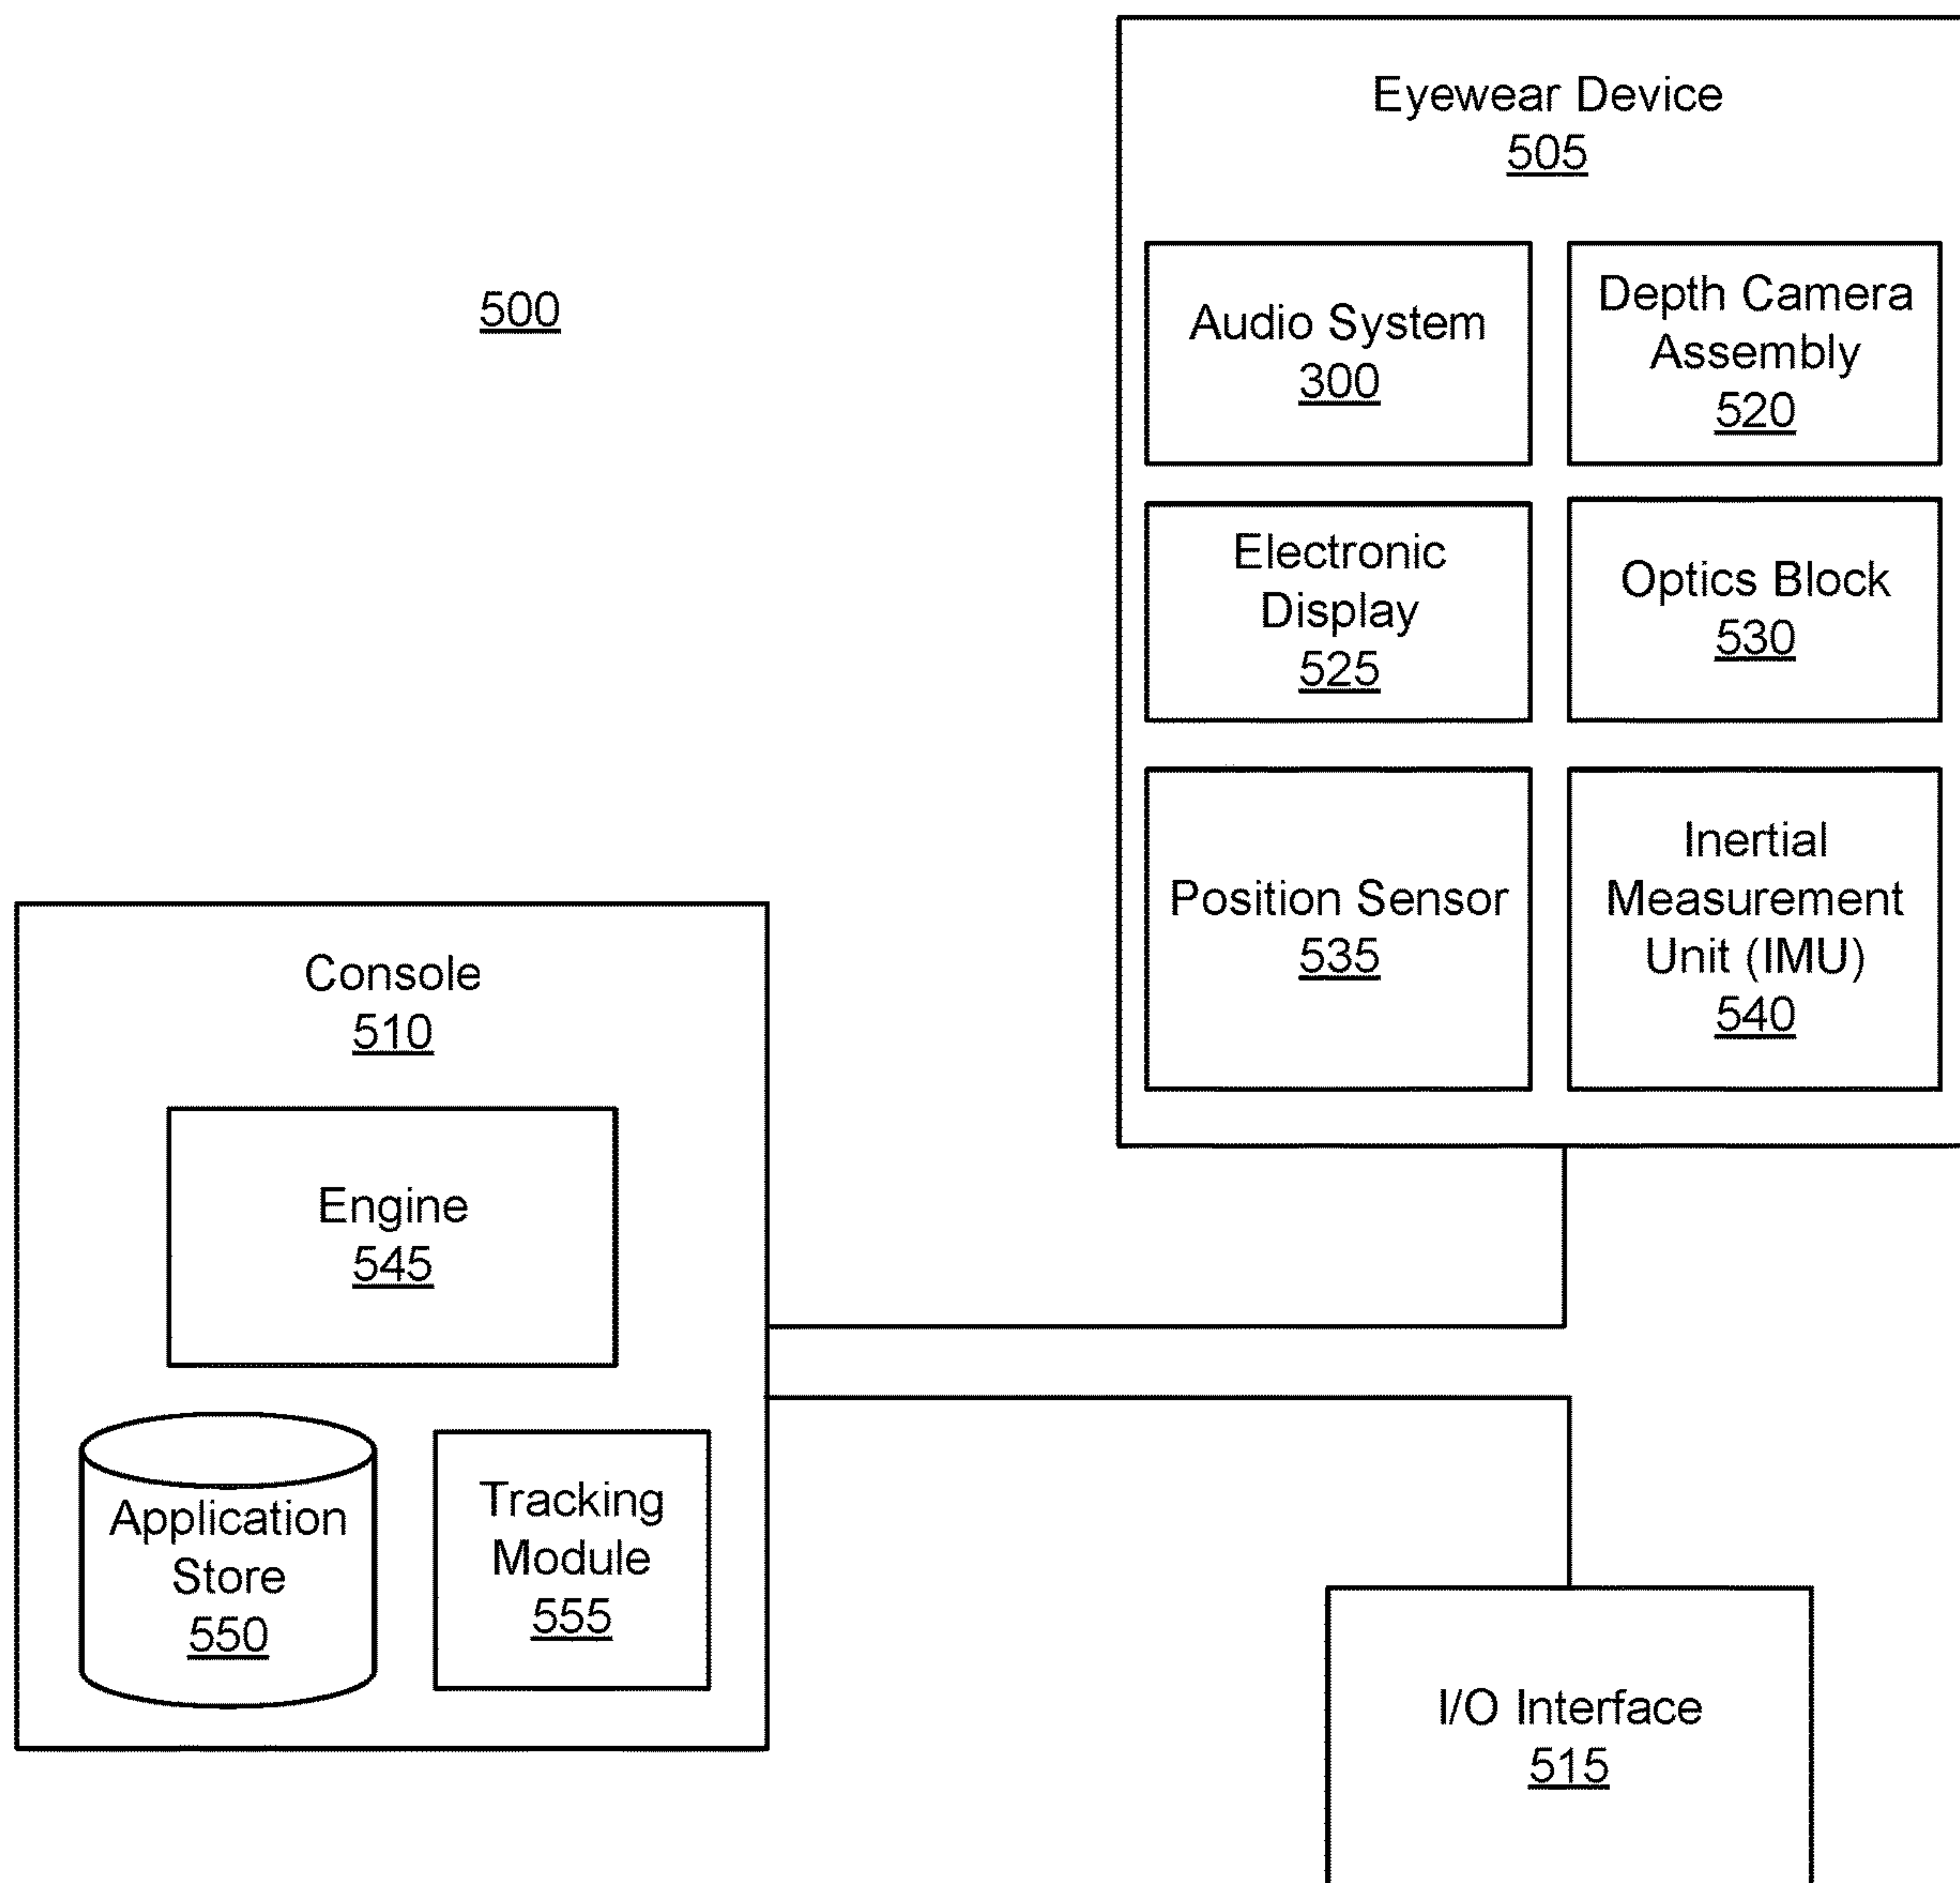 500
Eyewear Device
505
Audio System
300
Depth Camera
Assembly
520
Electronic
Display
525
Optics Block
530
Position Sensor
535
Inertial
Measurement
Unit (IMU)
540
Console
510
Engine
545
Application
Store
550
Tracking
Module
555
I/O Interface
515